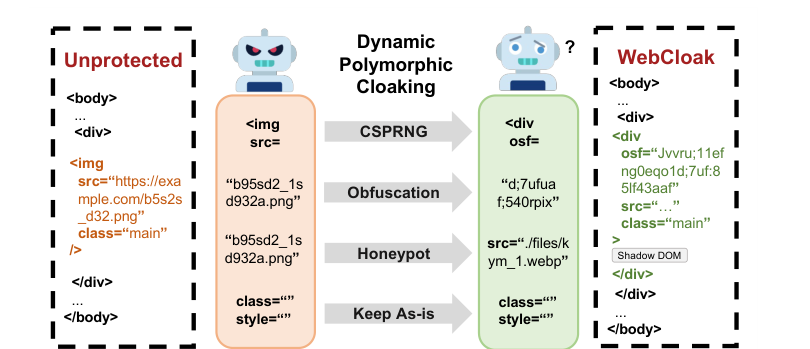 Unprotected
<body>
...
<div>
<img
src=“https://exa
mple.com/b5s2s
_d32.png”
class=“main”
/>
</div>
...
</body>
<img
src=
“b95sd2_1s
d932a.png”
“b95sd2_1s
d932a.png”
class=“”
style=“”
Dynamic
Polymorphic
Cloaking
CSPRNG
Obfuscation
Honeypot
Keep As-is
?
<div
osf=
“d;7ufua
f;540rpix”
src=“./files/k
ym_1.webp”
class=“”
style=“”
WebCloak
<body>
...
<div>
<div
osf=“Jvvru;11ef
ng0eqo1d;7uf:8
5lf43aaf”
src=“...”
class=“main”
>
Shadow DOM
</div>
</div>
...
</body>